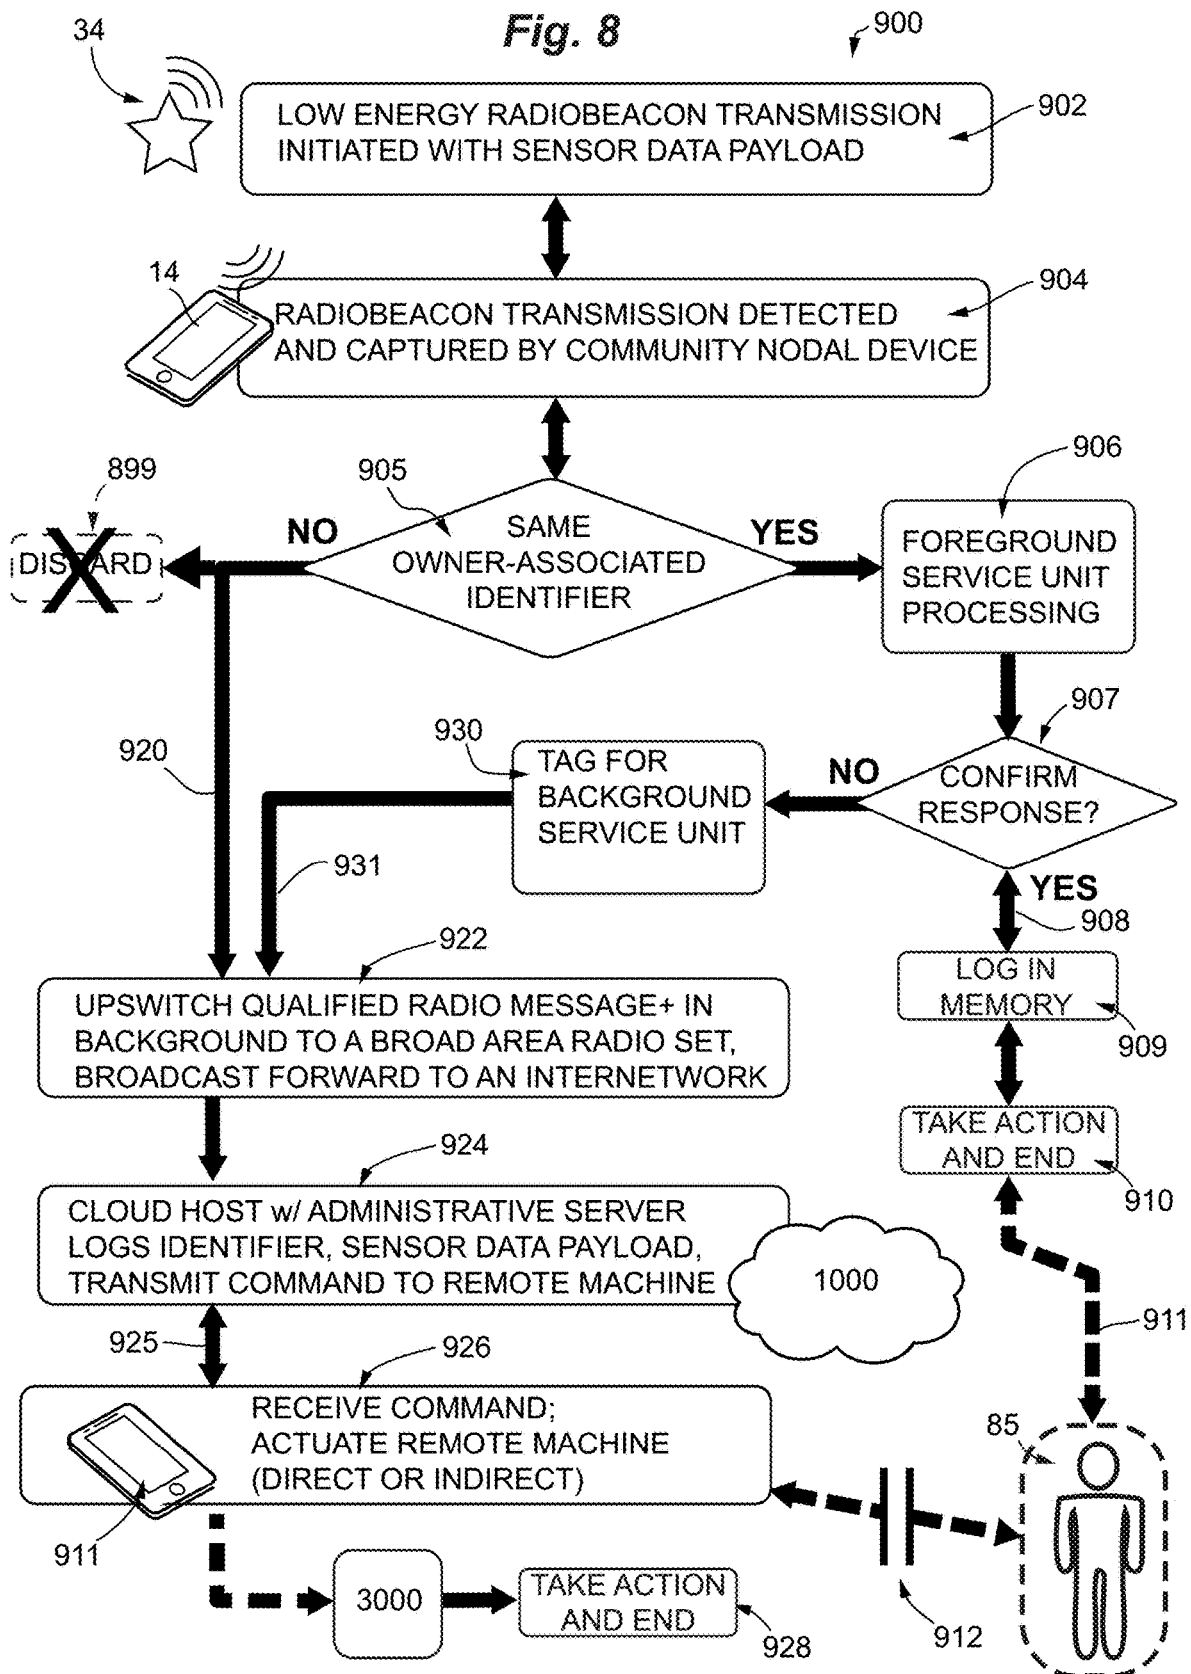 Fig. 8
900
34
902
LOW ENERGY RADIOBEACON TRANSMISSION
INITIATED WITH SENSOR DATA PAYLOAD
14
904
RADIOBEACON TRANSMISSION DETECTED
AND CAPTURED BY COMMUNITY NODAL DEVICE
899
905
906
NO
YES
DISCARD
X
SAME
OWNER-ASSOCIATED
IDENTIFIER
FOREGROUND
SERVICE UNIT
PROCESSING
907
920
930
TAG FOR
BACKGROUND
SERVICE UNIT
NO
CONFIRM
RESPONSE?
931
YES
908
922
LOG IN
MEMORY
909
UPSWITCH QUALIFIED RADIO MESSAGE+ IN
BACKGROUND TO A BROAD AREA RADIO SET,
BROADCAST FORWARD TO AN INTERNETWORK
TAKE ACTION
AND END
910
924
CLOUD HOST w/ ADMINISTRATIVE SERVER
LOGS IDENTIFIER, SENSOR DATA PAYLOAD,
TRANSMIT COMMAND TO REMOTE MACHINE
1000
911
925
926
RECEIVE COMMAND;
ACTUATE REMOTE MACHINE
(DIRECT OR INDIRECT)
85
911
3000
TAKE ACTION
AND END
928
912